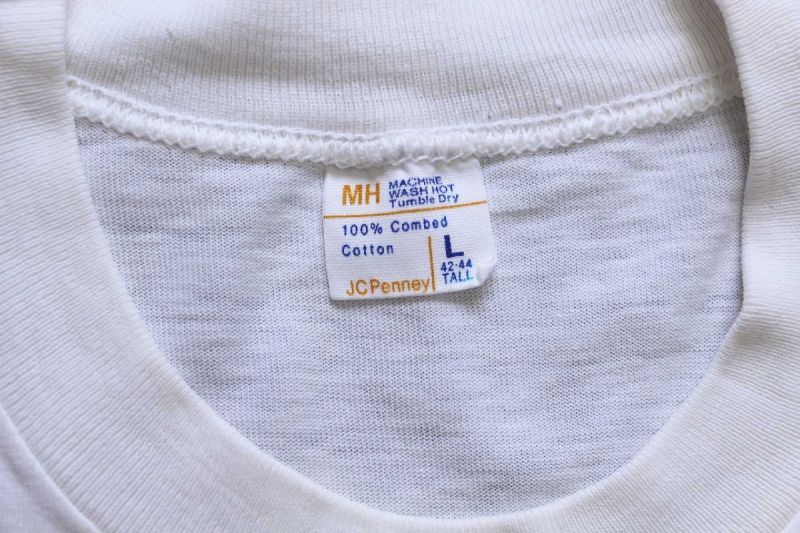 MH MACHINE
WASH HOT
Tumble Dry
100% Combed
Cotton
L
42-44
TALL
JCPenney